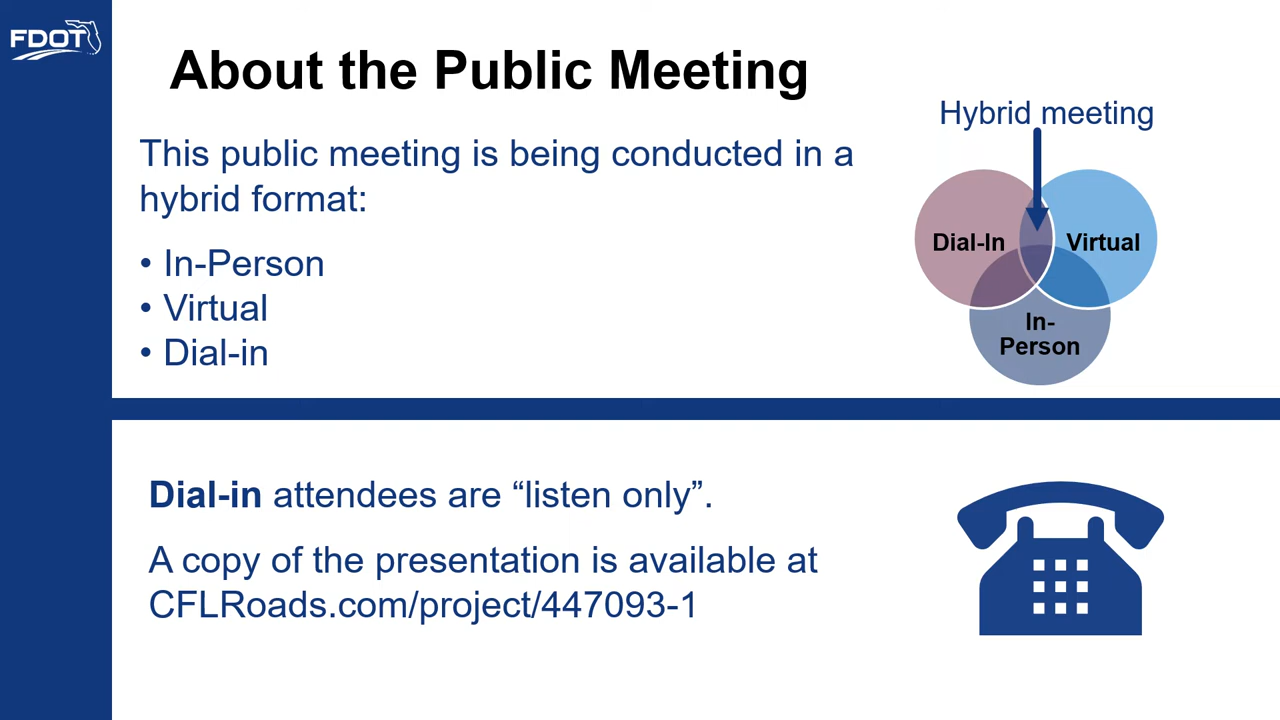 FDOT
About the Public Meeting
This public meeting is being conducted in a
hybrid format:
• In-Person
• Virtual
• Dial-in
Hybrid meeting
Dial-In
Virtual
In-
Person
Dial-in attendees are “listen only”.
A copy of the presentation is available at
CFLRoads.com/project/447093-1